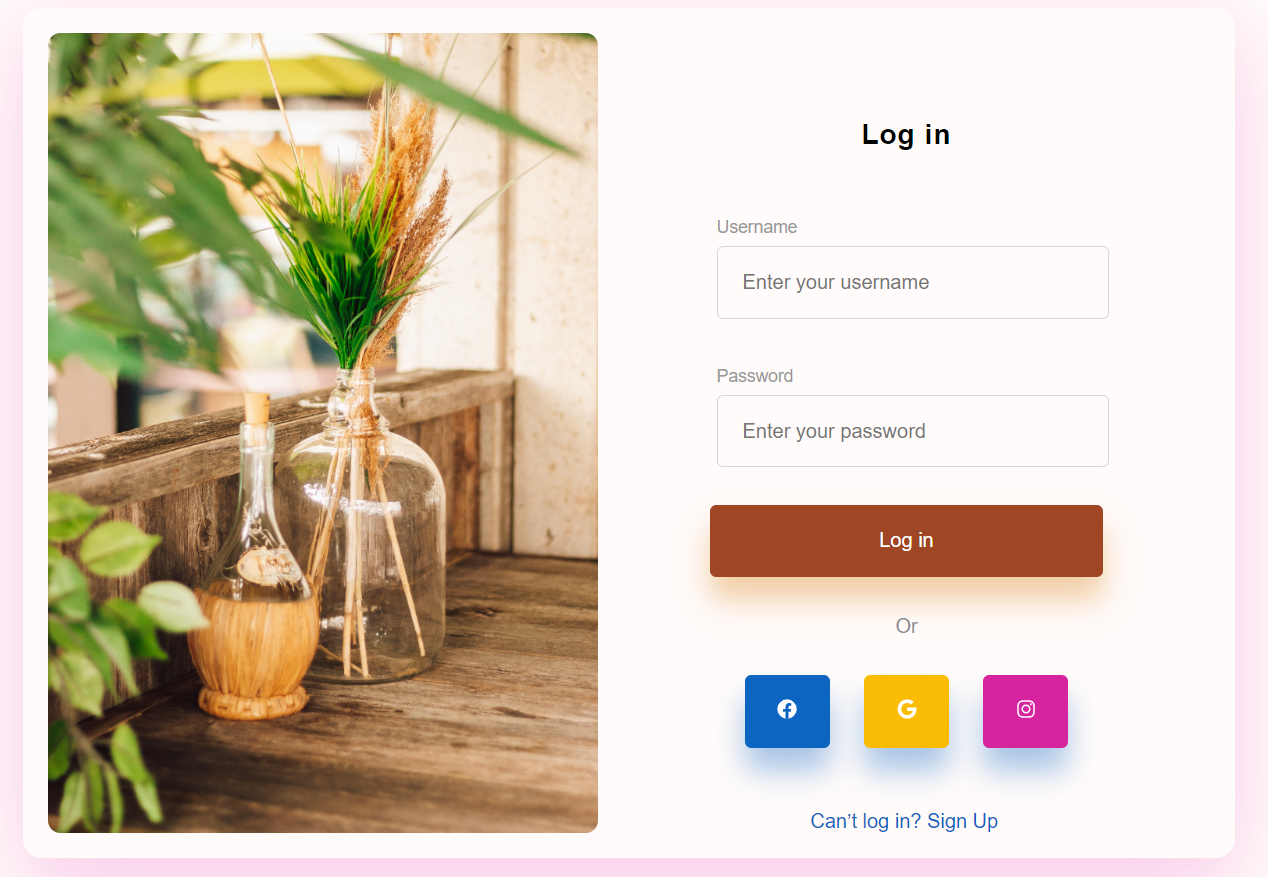 Log in
Username
Enter your username
Password
Enter your password
Log in
Or
Can’t log in? Sign Up